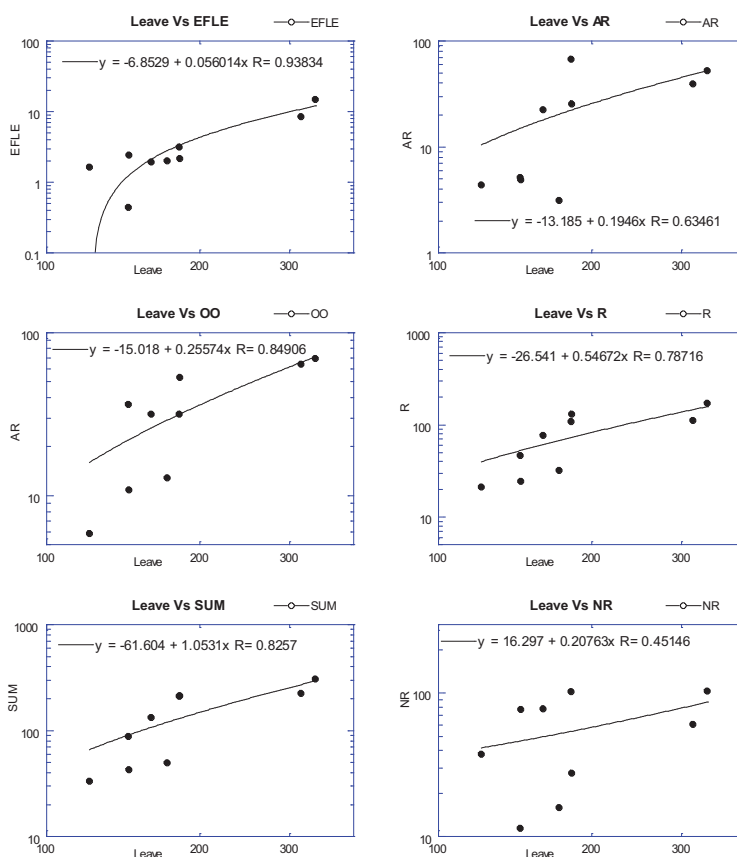 Leave Vs EFLE
EFLE
y = -6.8529 + 0.056014x R= 0.93834
100
10
1
0.1
EFLE
100
200
300
Leave
Leave Vs AR
AR
100
10
1
AR
y = -13.185 + 0.1946x R= 0.63461
100
200
300
Leave
Leave Vs OO
OO
y = -15.018 + 0.25574x R= 0.84906
100
10
AR
100
200
300
Leave
Leave Vs R
R
y = -26.541 + 0.54672x R= 0.78716
1000
100
10
R
100
200
300
Leave
Leave Vs SUM
SUM
y = -61.604 + 1.0531x R= 0.8257
1000
100
10
SUM
100
200
300
Leave
Leave Vs NR
NR
y = 16.297 + 0.20763x R= 0.45146
100
10
NR
100
200
300
Leave